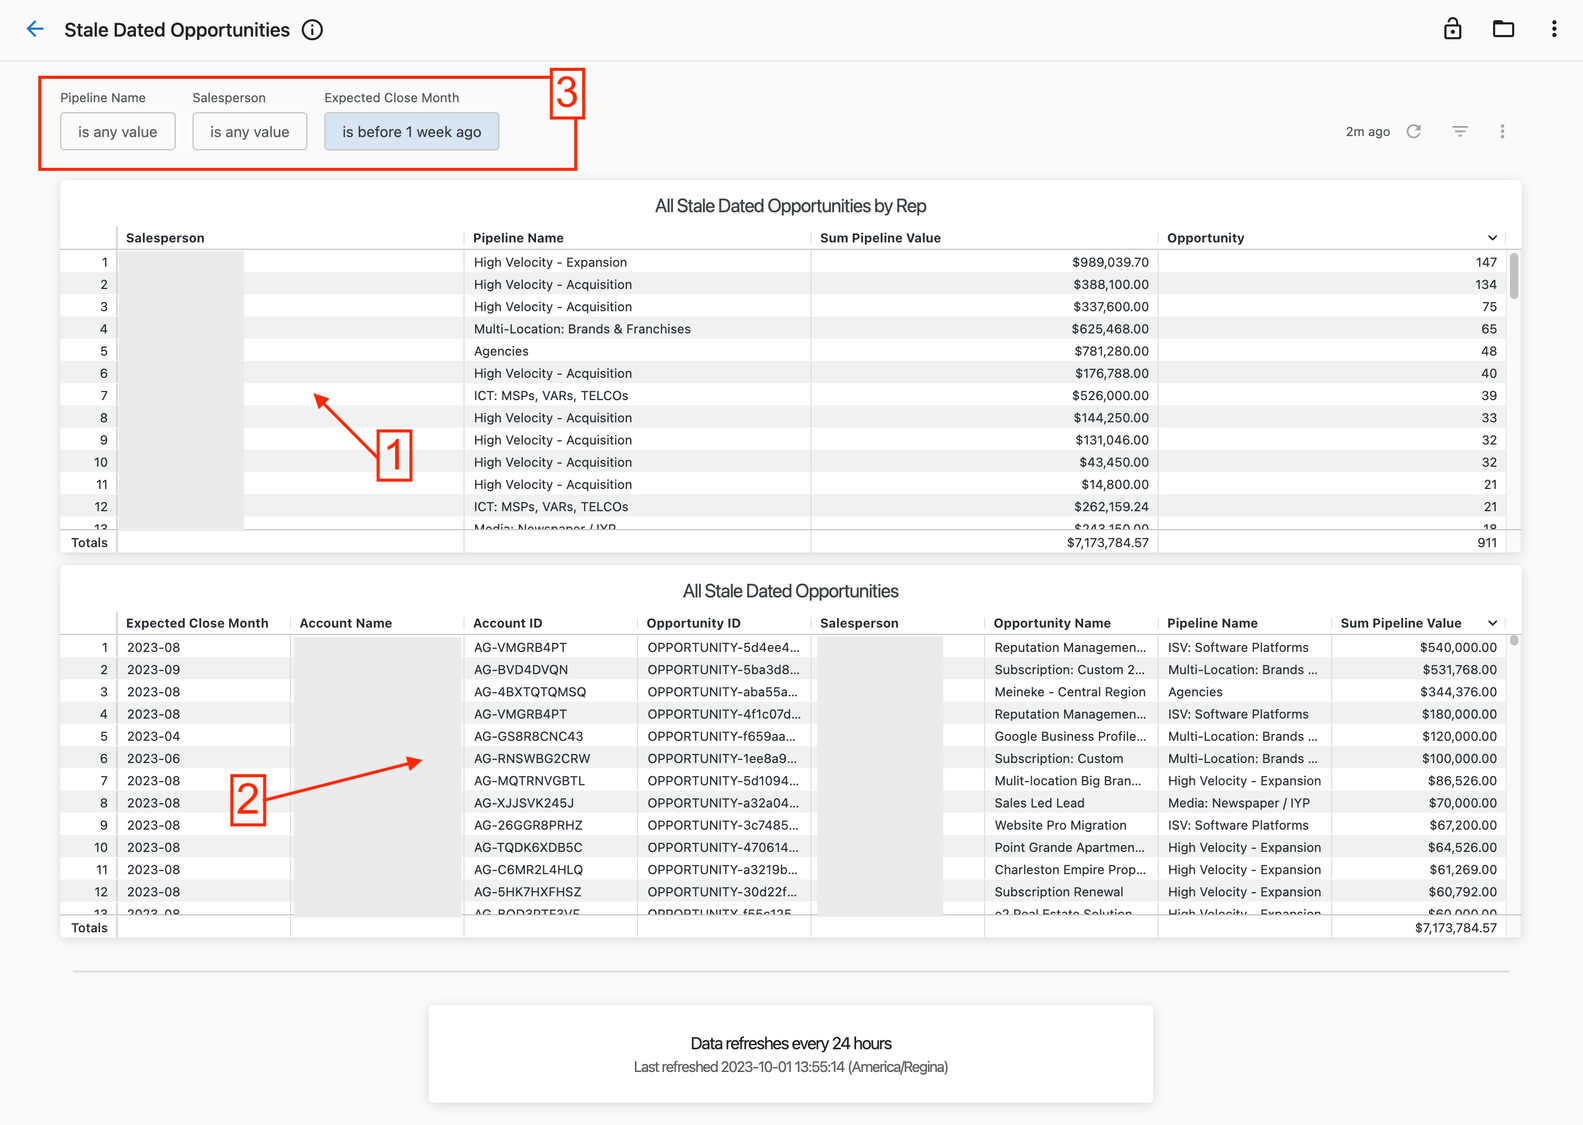 Stale Dated Opportunities
3
Pipeline Name Salesperson Expected Close Month
is any value is any value is before 1 week ago
2m ago
All Stale Dated Opportunities by Rep
Salesperson Pipeline Name Sum Pipeline Value Opportunity
1 High Velocity - Expansion $989,039.70 147
2 High Velocity - Acquisition $388,100.00 134
3 High Velocity - Acquisition $337,600.00 75
4 Multi-Location: Brands & Franchises $625,468.00 65
5 Agencies $781,280.00 48
6 High Velocity - Acquisition $176,788.00 40
7 ICT: MSPs, VARs, TELCOs $526,000.00 39
8 High Velocity - Acquisition $144,250.00 33
9 High Velocity - Acquisition $131,046.00 32
1
10 High Velocity - Acquisition $43,450.00 32
11 High Velocity - Acquisition $14,800.00 21
12 ICT: MSPs, VARs, TELCOs $262,159.24 21
13 Media: Newspaper / IYP $243,150.00 18
Totals $7,173,784.57 911
All Stale Dated Opportunities
Expected Close Month Account Name Account ID Opportunity ID Salesperson Opportunity Name Pipeline Name Sum Pipeline Value
1 2023-08 AG-VMGRB4PT OPPORTUNITY-5d4ee4... Reputation Managemen... ISV: Software Platforms $540,000.00
2 2023-09 AG-BVD4DVQN OPPORTUNITY-5ba3d8... Subscription: Custom 2... Multi-Location: Brands ... $531,768.00
3 2023-08 AG-4BXTQTQMSQ OPPORTUNITY-aba55a... Meineke - Central Region Agencies $344,376.00
4 2023-08 AG-VMGRB4PT OPPORTUNITY-4f1c07d... Reputation Managemen... ISV: Software Platforms $180,000.00
5 2023-04 AG-GS8R8CNC43 OPPORTUNITY-f659aa... Google Business Profile... Multi-Location: Brands ... $120,000.00
6 2023-06 AG-RNSWBG2CRW OPPORTUNITY-1ee8a9... Subscription: Custom Multi-Location: Brands ... $100,000.00
7 2023-08 AG-MQTRNVGBTL OPPORTUNITY-5d1094... Mulit-location Big Bran... High Velocity - Expansion $86,526.00
2
8 2023-08 AG-XJJSVK245J OPPORTUNITY-a32a04... Sales Led Lead Media: Newspaper / IYP $70,000.00
9 2023-08 AG-26GGR8PRHZ OPPORTUNITY-3c7485... Website Pro Migration ISV: Software Platforms $67,200.00
10 2023-08 AG-TQDK6XDB5C OPPORTUNITY-470614... Point Grande Apartmen... High Velocity - Expansion $64,526.00
11 2023-08 AG-C6MR2L4HLQ OPPORTUNITY-a3219b... Charleston Empire Prop... High Velocity - Expansion $61,269.00
12 2023-08 AG-5HK7HXFHSZ OPPORTUNITY-30d22f... Subscription Renewal High Velocity - Expansion $60,792.00
13 2023-08 High Velocity - Expansion $60,000.00
Totals $7,173,784.57
Data refreshes every 24 hours
Last refreshed 2023-10-01 13:55:14 (America/Regina)